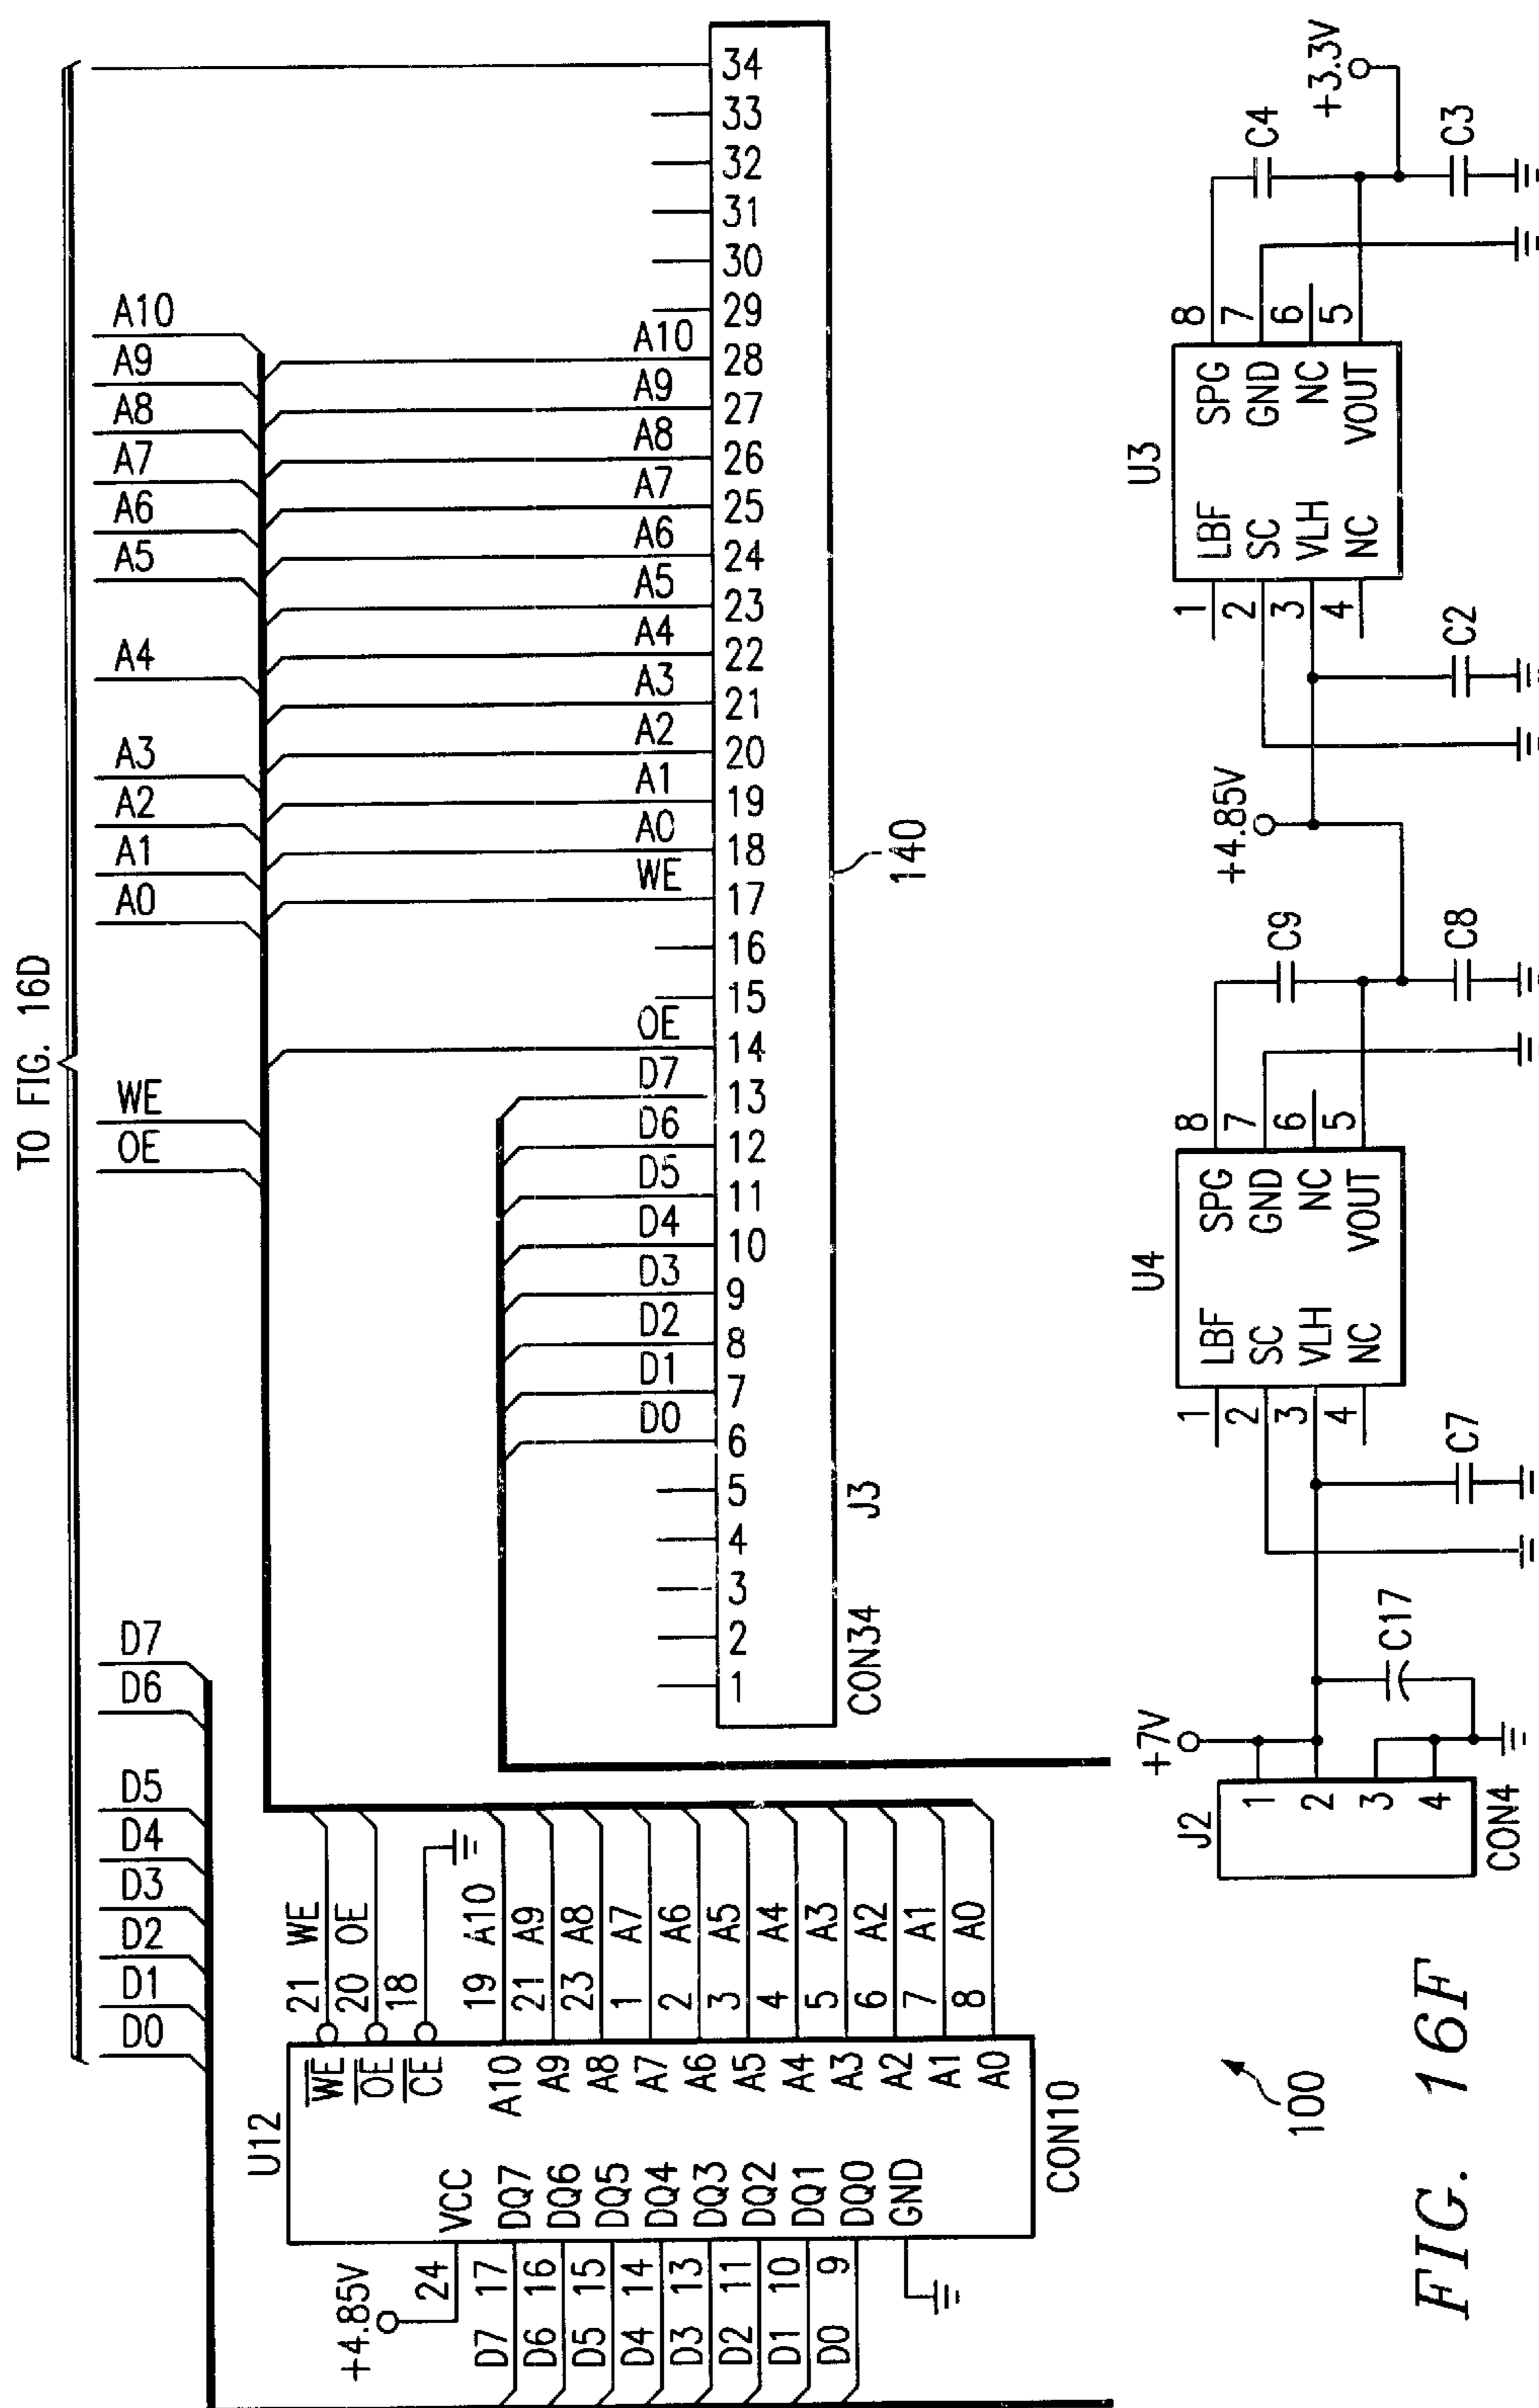 TO FIG. 16D
D0 D1 D2 D3 D4 D5 D6 D7 OE WE A0 A1 A2 A3 A4 A5 A6 A7 A8 A9 A10
D0 D1 D2 D3 D4 D5 D6 D7 OE WE A0 A1 A2 A3 A4 A5 A6 A7 A8 A9 A10
1 2 3 4 5 6 7 8 9 10 11 12 13 14 15 16 17 18 19 20 21 22 23 24 25 26 27 28 29 30 31 32 33 34
CON34 J3
140
U12
+4.85V
24 VCC WE 21 WE
OE 20 OE
CE 18
D7 17 DQ7 A10 19 A10
D6 16 DQ6 A9 21 A9
D5 15 DQ5 A8 23 A8
D4 14 DQ4 A7 1 A7
D3 13 DQ3 A6 2 A6
D2 11 DQ2 A5 3 A5
D1 10 DQ1 A4 4 A4
D0 9 DQ0 A3 5 A3
GND A2 6 A2
A1 7 A1
A0 8 A0
CON10
J2
1
2
3
4
CON4
+7V
C17
C7
U4
1 LBF SPG 8
2 SC GND 7
3 VLH NC 6
4 NC VOUT 5
C9
C8
+4.85V
C2
U3
1 LBF SPG 8
2 SC GND 7
3 VLH NC 6
4 NC VOUT 5
C4
C3
+3.3V
100
FIG. 16F